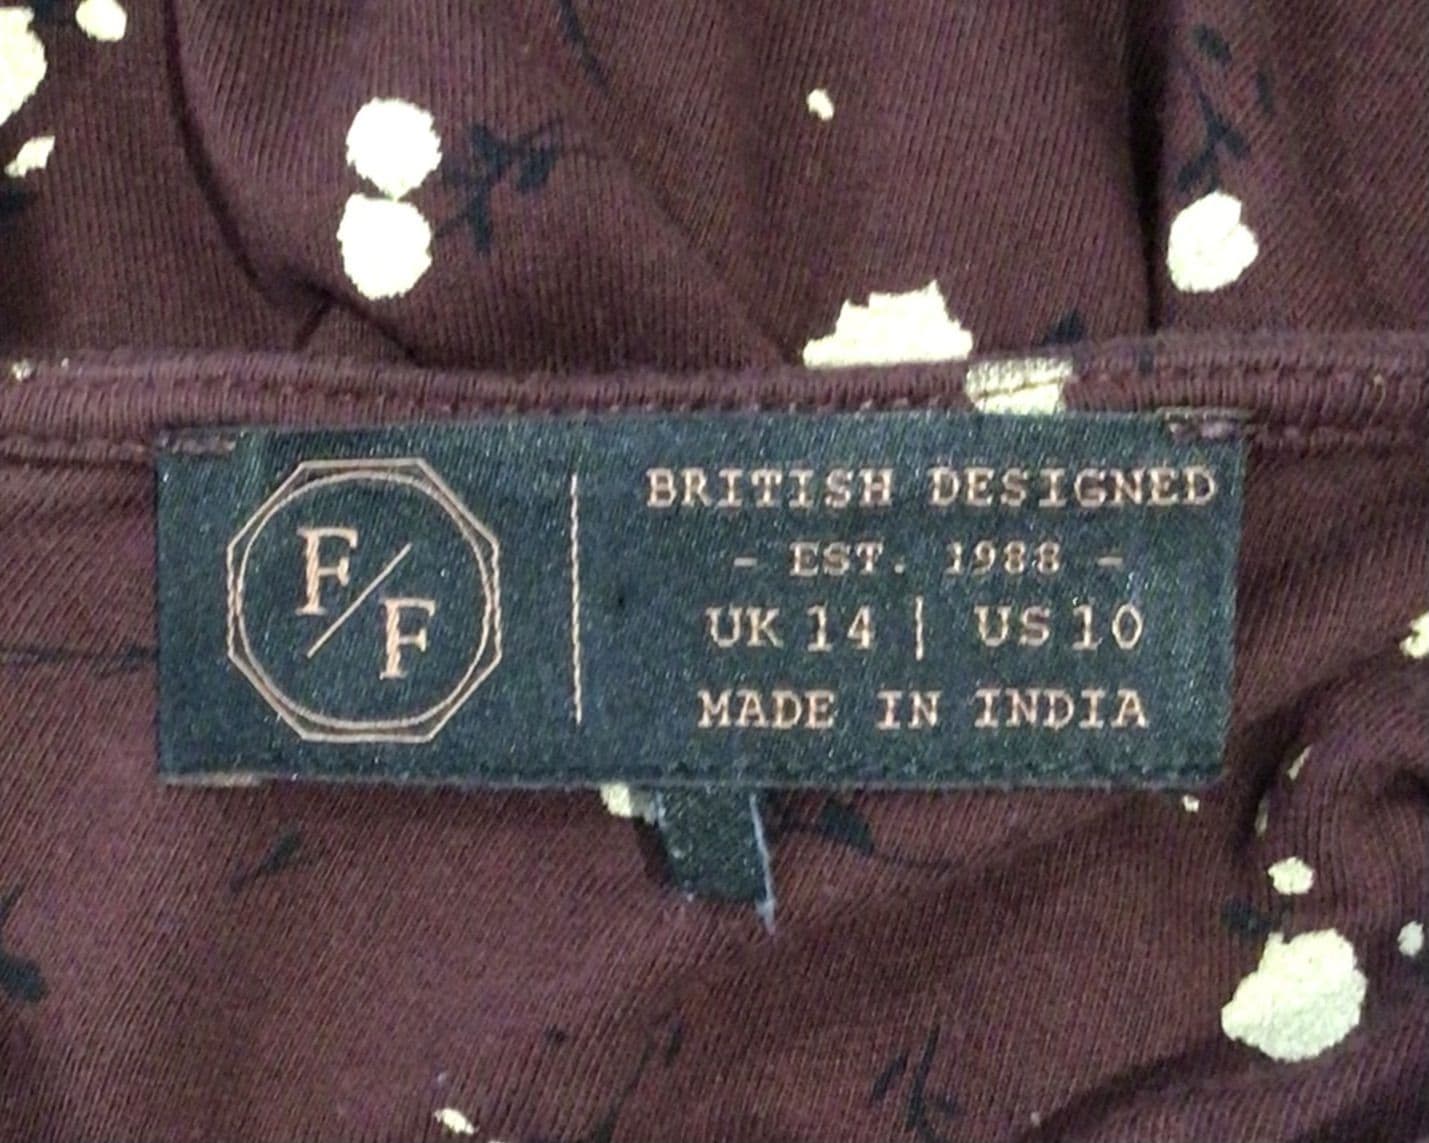 F/F
BRITISH DESIGNED
- EST. 1988 -
UK 14 | US 10
MADE IN INDIA